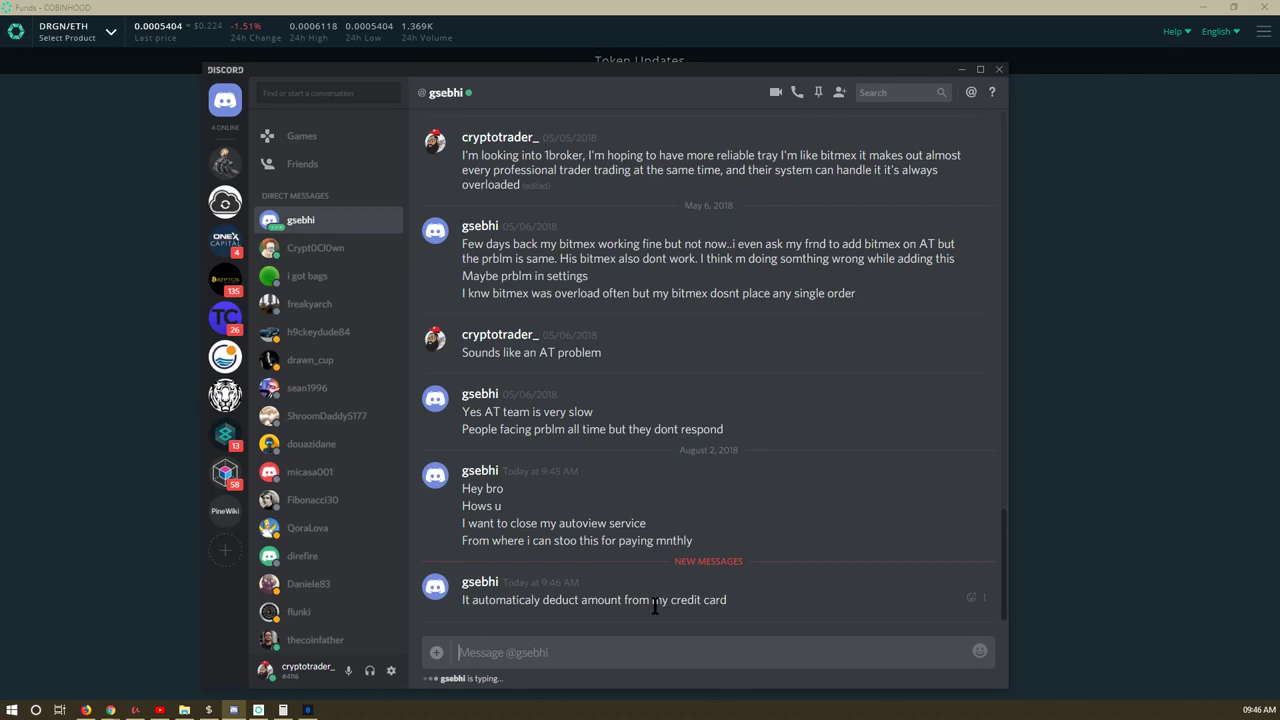 Funds - COBINHOOD
DRGN/ETH
Select Product
0.0005404 ≈ $0.224
Last price
-1.51%
24h Change
0.0006118
24h High
0.0005404
24h Low
1.369K
24h Volume
Help
English
Token Updates
DISCORD
Find or start a conversation
@ gsebhi
Search
4 ONLINE
Games
Friends
DIRECT MESSAGES
gsebhi
Crypt0Cl0wn
i got bags
freakyarch
h9ckeydude84
drawn_cup
sean1996
ShroomDaddy5177
douazidane
micasa001
Fibonacci30
QoraLova
direfire
Daniele83
flunki
thecoinfather
ONEX
CAPITAL
4
135
TC
26
13
58
PineWiki
cryptotrader_
#4116
cryptotrader_ 05/05/2018
I'm looking into 1broker, I'm hoping to have more reliable tray I'm like bitmex it makes out almost
every professional trader trading at the same time, and their system can handle it it's always
overloaded (edited)
May 6, 2018
gsebhi 05/06/2018
Few days back my bitmex working fine but not now..i even ask my frnd to add bitmex on AT but
the prblm is same. His bitmex also dont work. I think m doing somthing wrong while adding this
Maybe prblm in settings
I knw bitmex was overload often but my bitmex dosnt place any single order
cryptotrader_ 05/06/2018
Sounds like an AT problem
gsebhi 05/06/2018
Yes AT team is very slow
People facing prblm all time but they dont respond
August 2, 2018
gsebhi Today at 9:45 AM
Hey bro
Hows u
I want to close my autoview service
From where i can stoo this for paying mnthly
NEW MESSAGES
gsebhi Today at 9:46 AM
It automaticaly deduct amount from my credit card
Message @gsebhi
gsebhi is typing...
09:46 AM